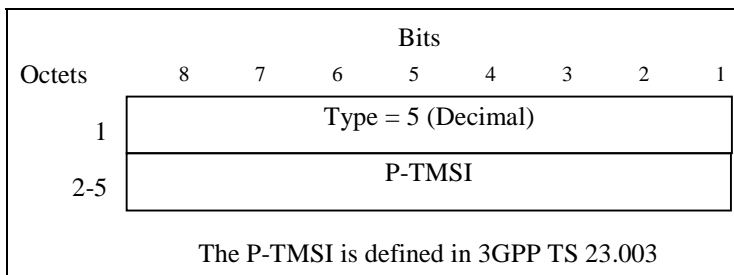 Bits
Octets 8 7 6 5 4 3 2 1
1 Type = 5 (Decimal)
2-5 P-TMSI
The P-TMSI is defined in 3GPP TS 23.003